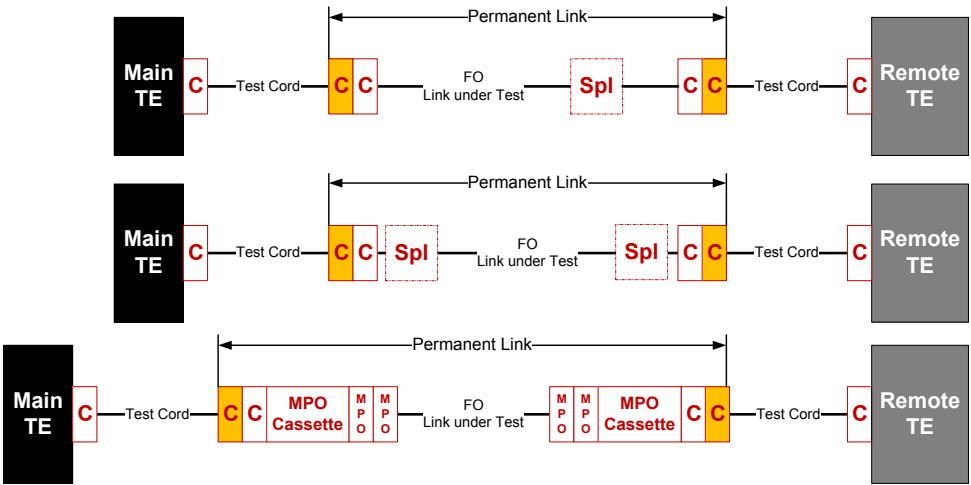 Permanent Link
Main TE
C
Test Cord
C C
FO
Link under Test
Spl
C C
Test Cord
C
Remote TE
Permanent Link
Main TE
C
Test Cord
C C
Spl
FO
Link under Test
Spl
C C
Test Cord
C
Remote TE
Permanent Link
Main TE
C
Test Cord
C C
MPO
Cassette
MPO
MPO
FO
Link under Test
MPO
MPO
MPO
Cassette
C C
Test Cord
C
Remote TE